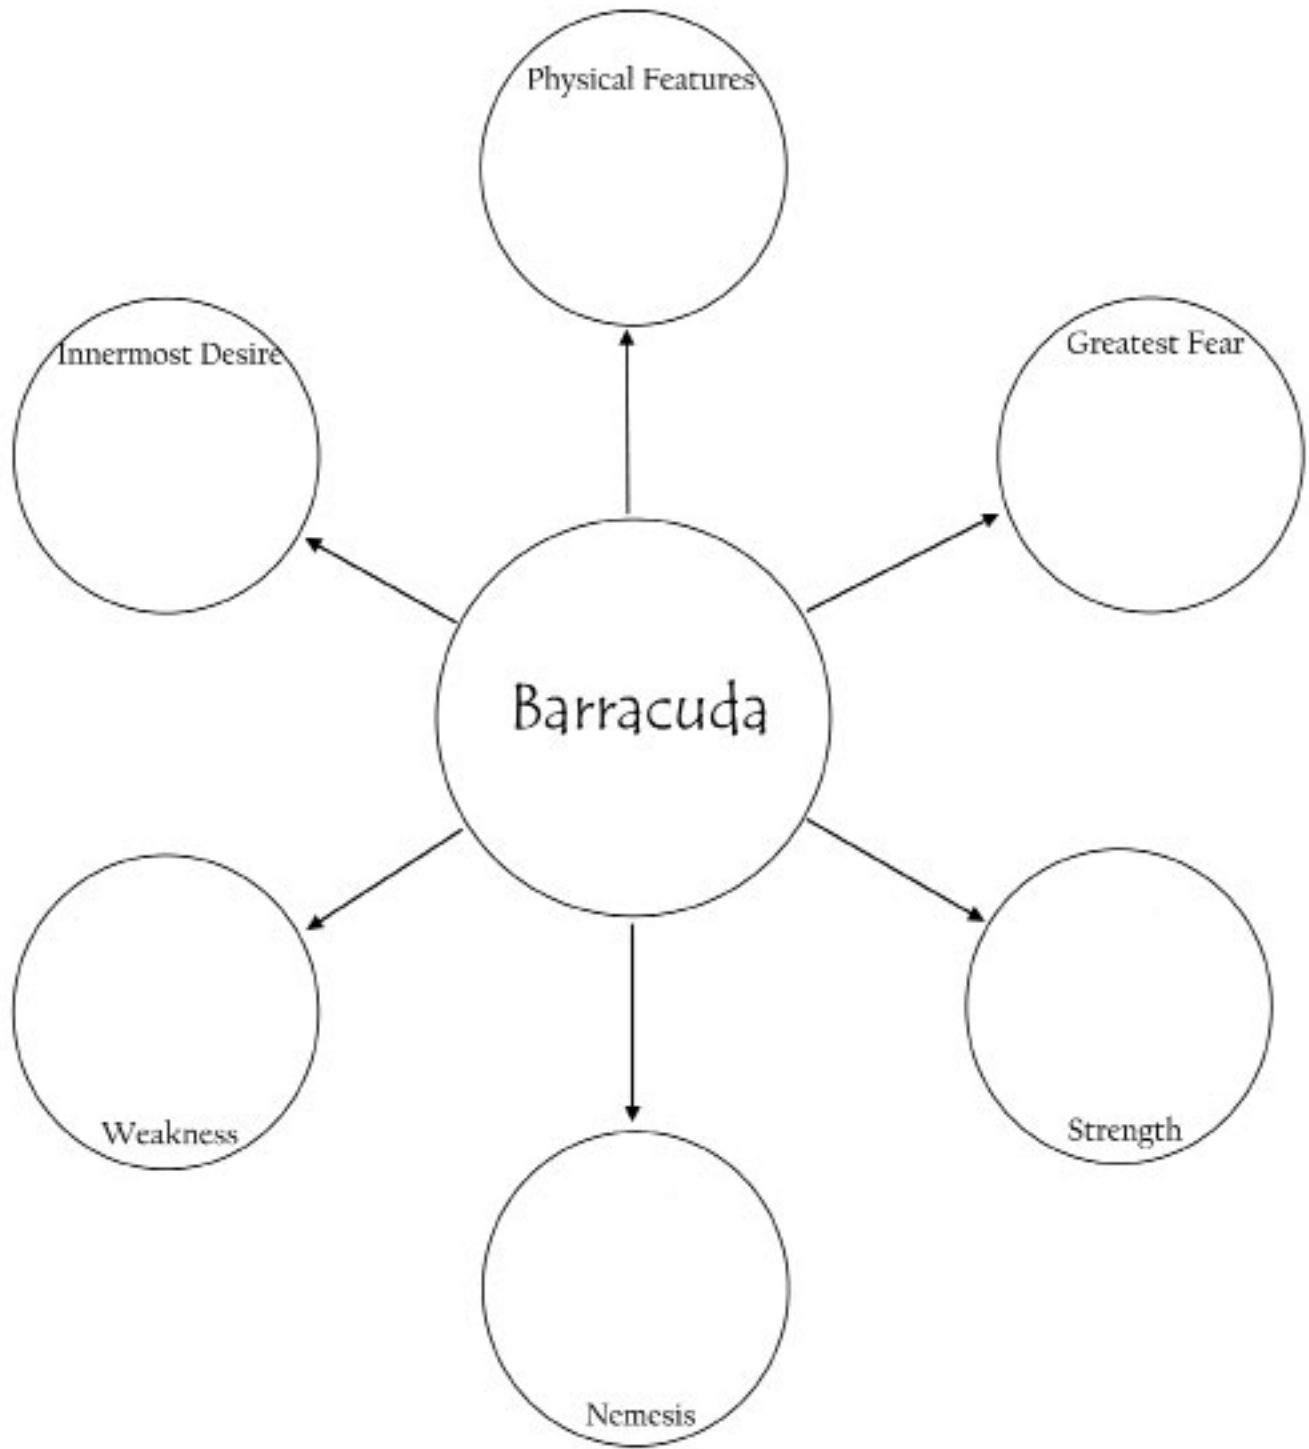 Physical Features
Innermost Desire
Greatest Fear
Barracuda
Weakness
Strength
Nemesis